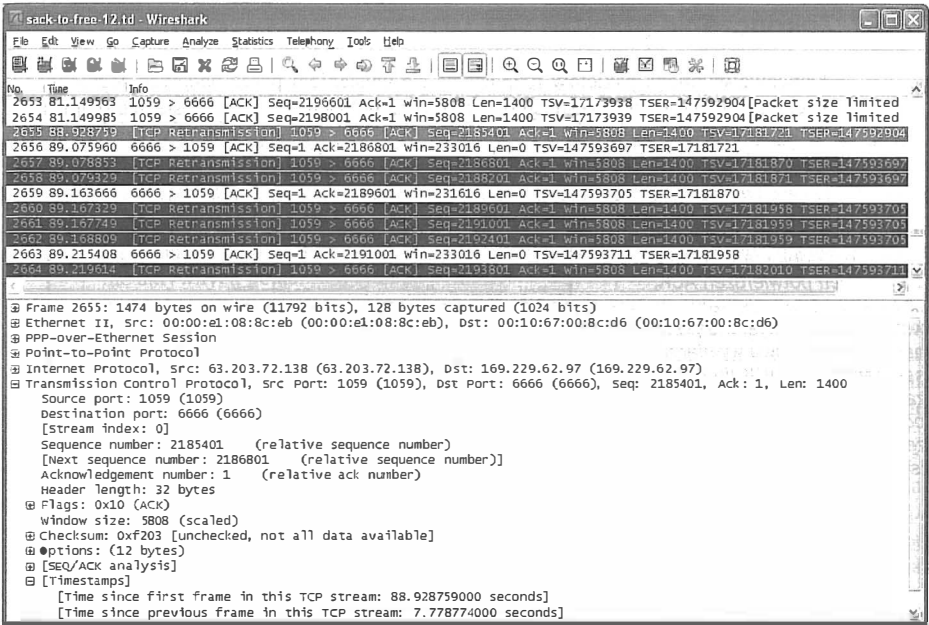 sack-to-free-12.td - Wireshark
File Edit View Go Capture Analyze Statistics Telephony Tools Help
No. Time Info
2653 81.149563 1059 > 6666 [ACK] Seq=2196601 Ack=1 Win=5808 Len=1400 TSV=17173938 TSER=147592904[Packet size limited
2654 81.149985 1059 > 6666 [ACK] Seq=2198001 Ack=1 Win=5808 Len=1400 TSV=17173939 TSER=147592904[Packet size limited
2655 88.928759 [TCP Retransmission] 1059 > 6666 [ACK] Seq=2185401 Ack=1 Win=5808 Len=1400 TSV=17181721 TSER=147592904
2656 89.075960 6666 > 1059 [ACK] Seq=1 Ack=2186801 Win=233016 Len=0 TSV=147593697 TSER=17181721
2657 89.078853 [TCP Retransmission] 1059 > 6666 [ACK] Seq=2186801 Ack=1 Win=5808 Len=1400 TSV=17181870 TSER=147593697
2658 89.079329 [TCP Retransmission] 1059 > 6666 [ACK] Seq=2188201 Ack=1 Win=5808 Len=1400 TSV=17181871 TSER=147593697
2659 89.163666 6666 > 1059 [ACK] Seq=1 Ack=2189601 Win=231616 Len=0 TSV=147593705 TSER=17181870
2660 89.167329 [TCP Retransmission] 1059 > 6666 [ACK] Seq=2189601 Ack=1 Win=5808 Len=1400 TSV=17181958 TSER=147593705
2661 89.167749 [TCP Retransmission] 1059 > 6666 [ACK] Seq=2191001 Ack=1 Win=5808 Len=1400 TSV=17181959 TSER=147593705
2662 89.168809 [TCP Retransmission] 1059 > 6666 [ACK] Seq=2192401 Ack=1 Win=5808 Len=1400 TSV=17181959 TSER=147593705
2663 89.215408 6666 > 1059 [ACK] Seq=1 Ack=2191001 Win=233016 Len=0 TSV=147593711 TSER=17181958
2664 89.219614 [TCP Retransmission] 1059 > 6666 [ACK] Seq=2193801 Ack=1 Win=5808 Len=1400 TSV=17182010 TSER=147593711
Frame 2655: 1474 bytes on wire (11792 bits), 128 bytes captured (1024 bits)
Ethernet II, Src: 00:00:e1:08:8c:eb (00:00:e1:08:8c:eb), Dst: 00:10:67:00:8c:d6 (00:10:67:00:8c:d6)
PPP-over-Ethernet Session
Point-to-Point Protocol
Internet Protocol, Src: 63.203.72.138 (63.203.72.138), Dst: 169.229.62.97 (169.229.62.97)
Transmission Control Protocol, Src Port: 1059 (1059), Dst Port: 6666 (6666), Seq: 2185401, Ack: 1, Len: 1400
Source port: 1059 (1059)
Destination port: 6666 (6666)
[Stream index: 0]
Sequence number: 2185401 (relative sequence number)
[Next sequence number: 2186801 (relative sequence number)]
Acknowledgement number: 1 (relative ack number)
Header length: 32 bytes
Flags: 0x10 (ACK)
Window size: 5808 (scaled)
Checksum: 0xf203 [unchecked, not all data available]
Options: (12 bytes)
[SEQ/ACK analysis]
[Timestamps]
[Time since first frame in this TCP stream: 88.928759000 seconds]
[Time since previous frame in this TCP stream: 7.778774000 seconds]